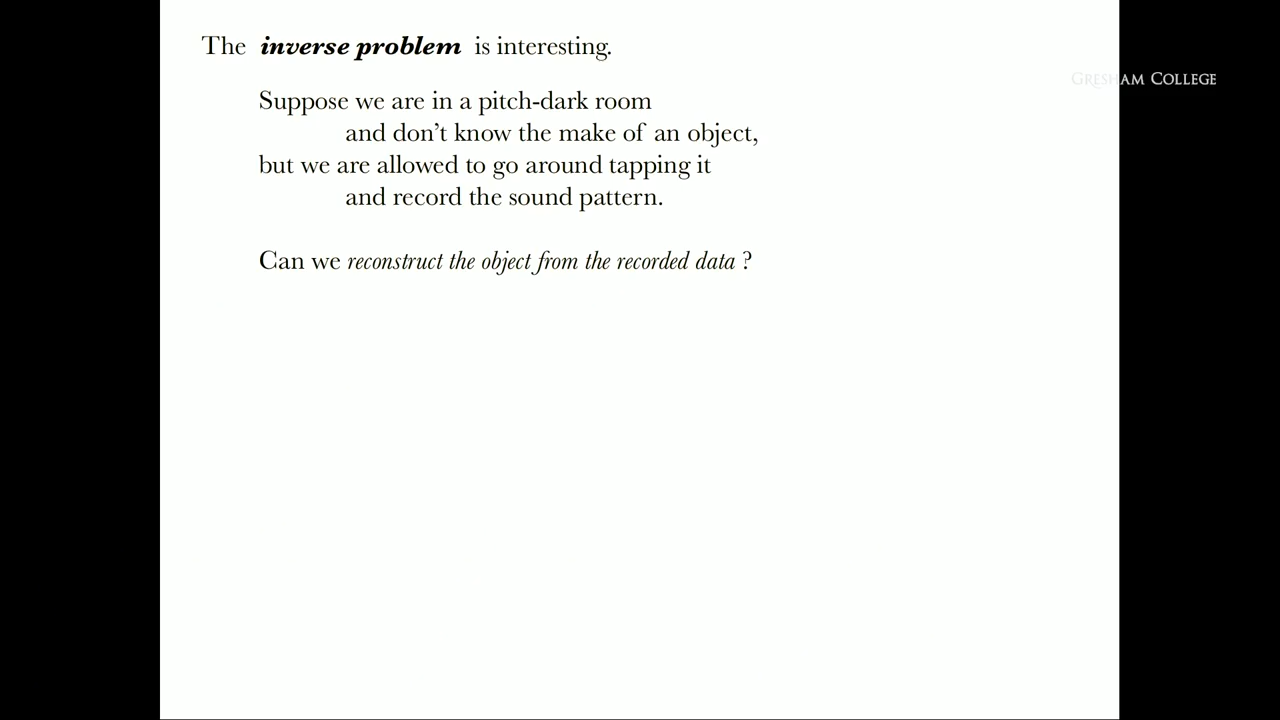 The inverse problem is interesting.
GRESHAM COLLEGE
Suppose we are in a pitch-dark room
and don't know the make of an object,
but we are allowed to go around tapping it
and record the sound pattern.
Can we reconstruct the object from the recorded data ?